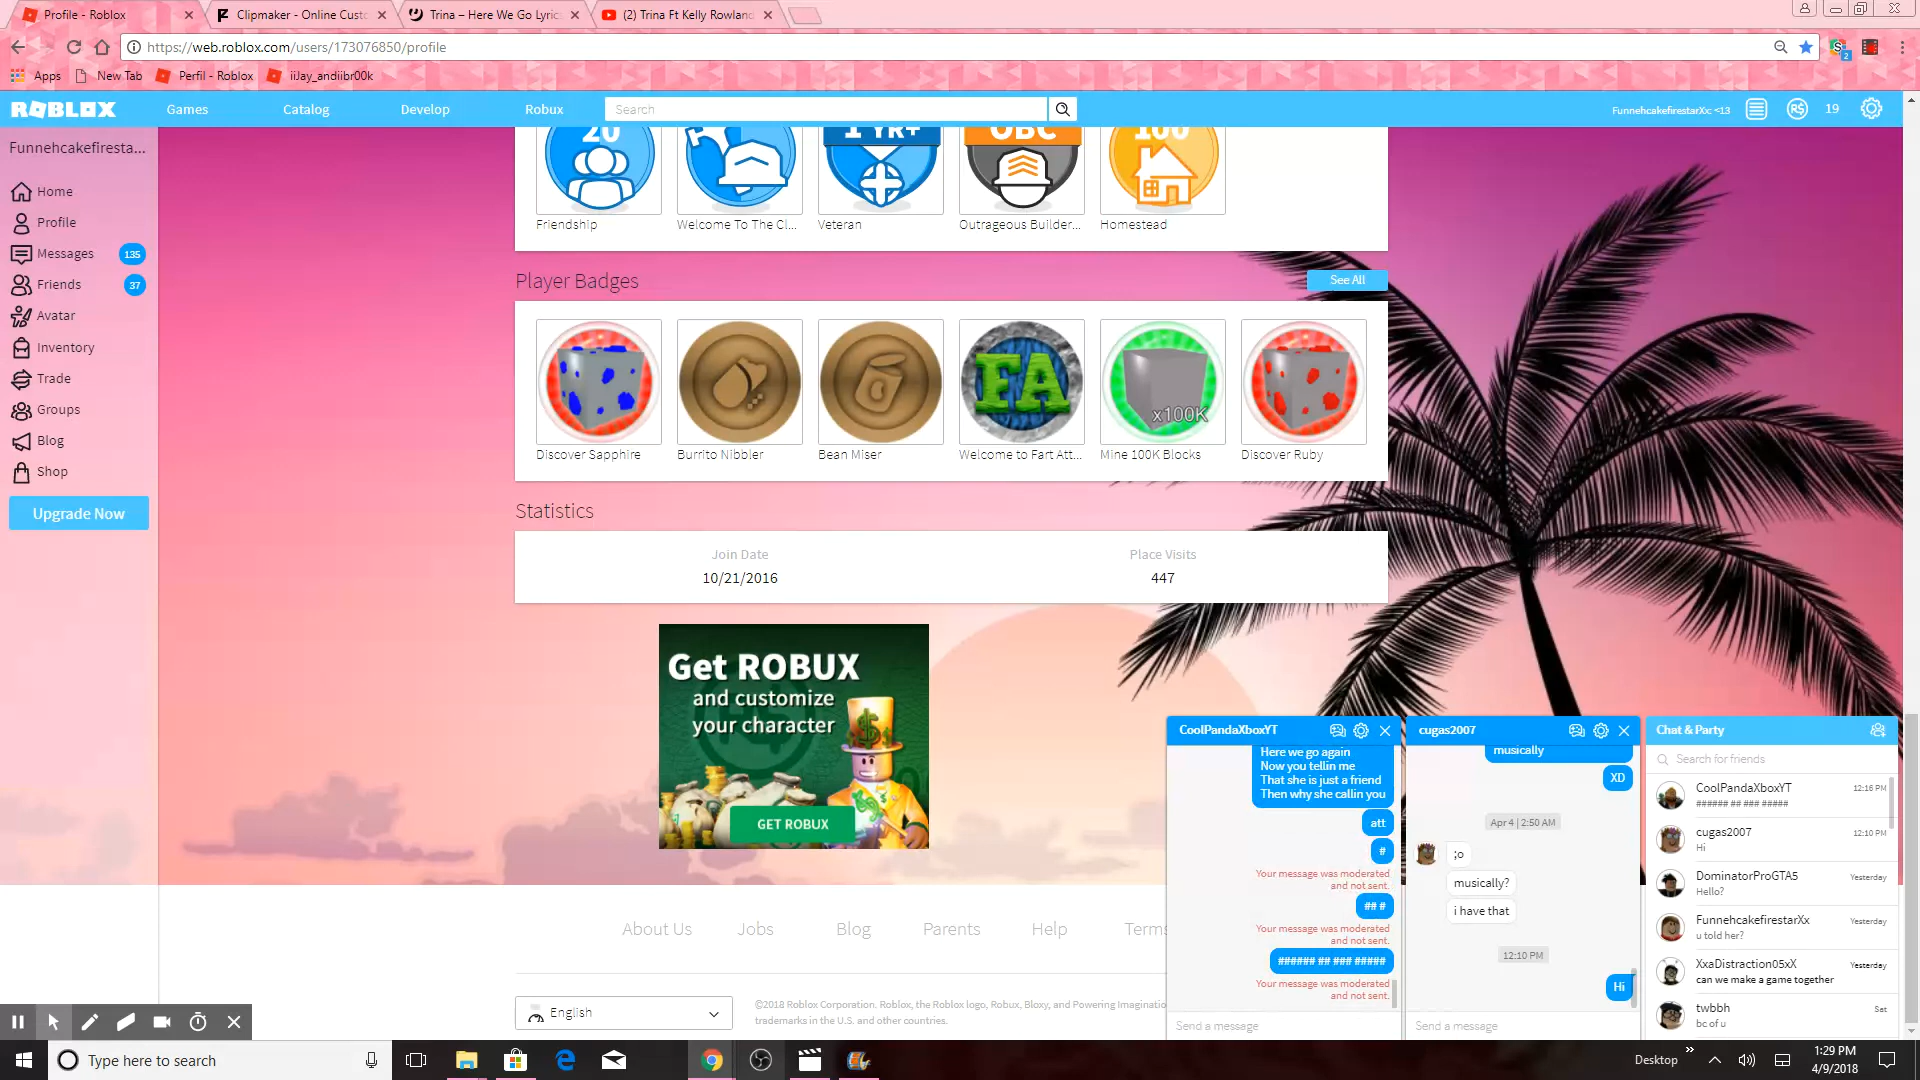 Profile - Roblox
Clipmaker - Online Custo
Trina – Here We Go Lyrics
(2) Trina Ft Kelly Rowland
https://web.roblox.com/users/173076850/profile
Apps
New Tab
Perfil - Roblox
iiJay_andiibr00k
ROBLOX
Games
Catalog
Develop
Robux
Search
FunnehcakefirestarXx: <13
R$
19
Funnehcakefiresta...
Home
Profile
Messages
135
Friends
37
Avatar
Inventory
Trade
Groups
Blog
Shop
Upgrade Now
20
1 YR+
OBC
100
Friendship
Welcome To The Cl...
Veteran
Outrageous Builder...
Homestead
Player Badges
See All
FA
x100K
Discover Sapphire
Burrito Nibbler
Bean Miser
Welcome to Fart Att...
Mine 100K Blocks
Discover Ruby
Statistics
Join Date
10/21/2016
Place Visits
447
Get ROBUX
and customize
your character
GET ROBUX
About Us
Jobs
Blog
Parents
Help
Terms
English
©2018 Roblox Corporation. Roblox, the Roblox logo, Robux, Bloxy, and Powering Imagination
trademarks in the U.S. and other countries.
CoolPandaXboxYT
Here we go again
Now you tellin me
That she is just a friend
Then why she callin you
att
#
Your message was moderated
and not sent.
## #
Your message was moderated
and not sent.
###### ## ### #####
Your message was moderated
and not sent.
Send a message
cugas2007
musically
XD
Apr 4 | 2:50 AM
;o
musically?
i have that
12:10 PM
Hi
Send a message
Chat & Party
Search for friends
CoolPandaXboxYT
12:16 PM
###### ## ### #####
cugas2007
12:10 PM
Hi
DominatorProGTA5
Yesterday
Hello?
FunnehcakefirestarXx
Yesterday
u told her?
XxaDistraction05xX
Yesterday
can we make a game together
twbbh
Sat
bc of u
Type here to search
Desktop
1:29 PM
4/9/2018